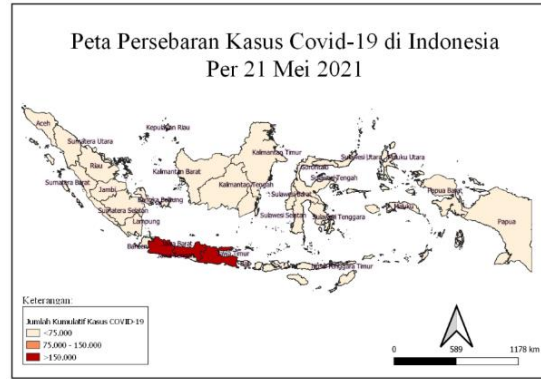 Peta Persebaran Kasus Covid-19 di Indonesia
Per 21 Mei 2021
Aceh
Kepulauan Riau
Sumatera Utara
Kalimantan Timur
Sulawesi Utara
Maluku Utara
Riau
Gorontalo
Kalimantan Barat
Sulawesi Tengah
Sumatera Barat
Jambi
Kalimantan Tengah
Papua Barat
Sulawesi Barat
Sumatera Selatan
Maluku
Sulawesi Selatan
Sulawesi Tenggara
Lampung
Papua
Keterangan:
Jumlah Kumulatif Kasus COVID-19
<75.000
75.000 - 150.000
>150.000
0 589 1178 km